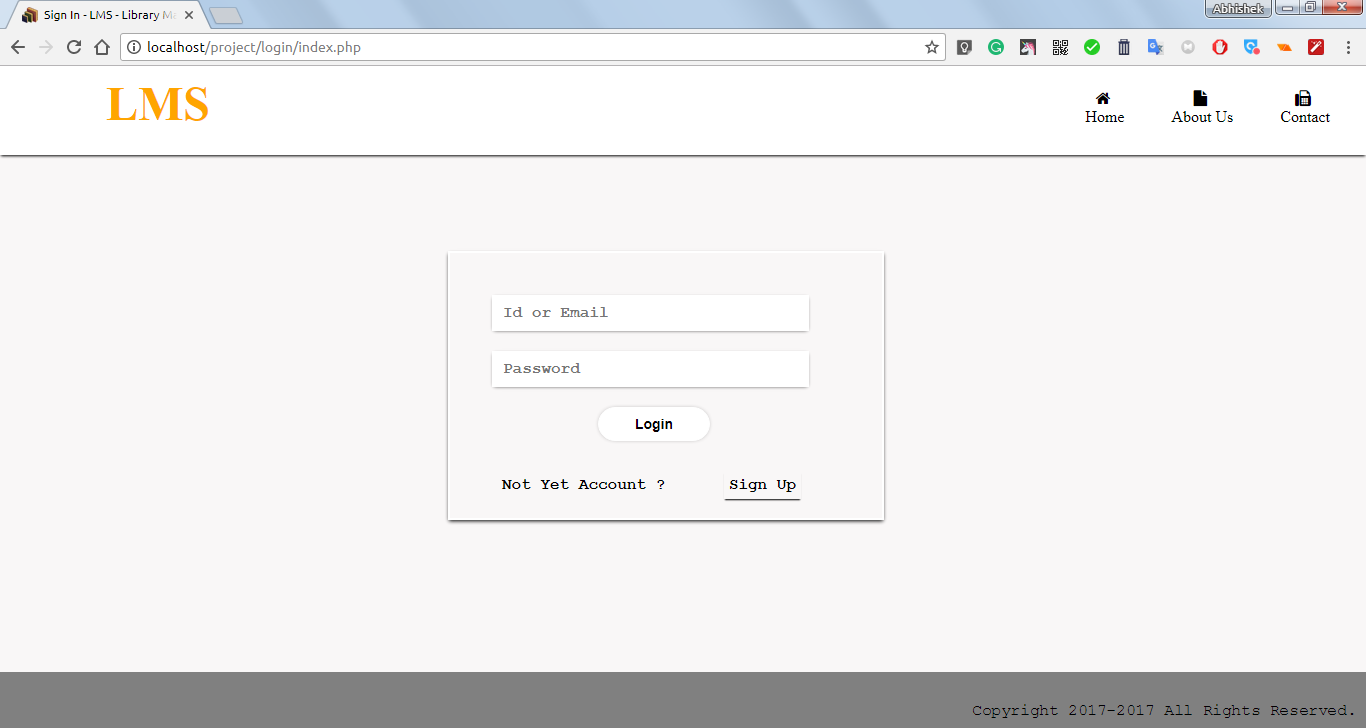 Sign In - LMS - Library M
Abhishek
localhost/project/login/index.php
LMS
Home
About Us
Contact
Id or Email
Password
Login
Not Yet Account ?
Sign Up
Copyright 2017-2017 All Rights Reserved.